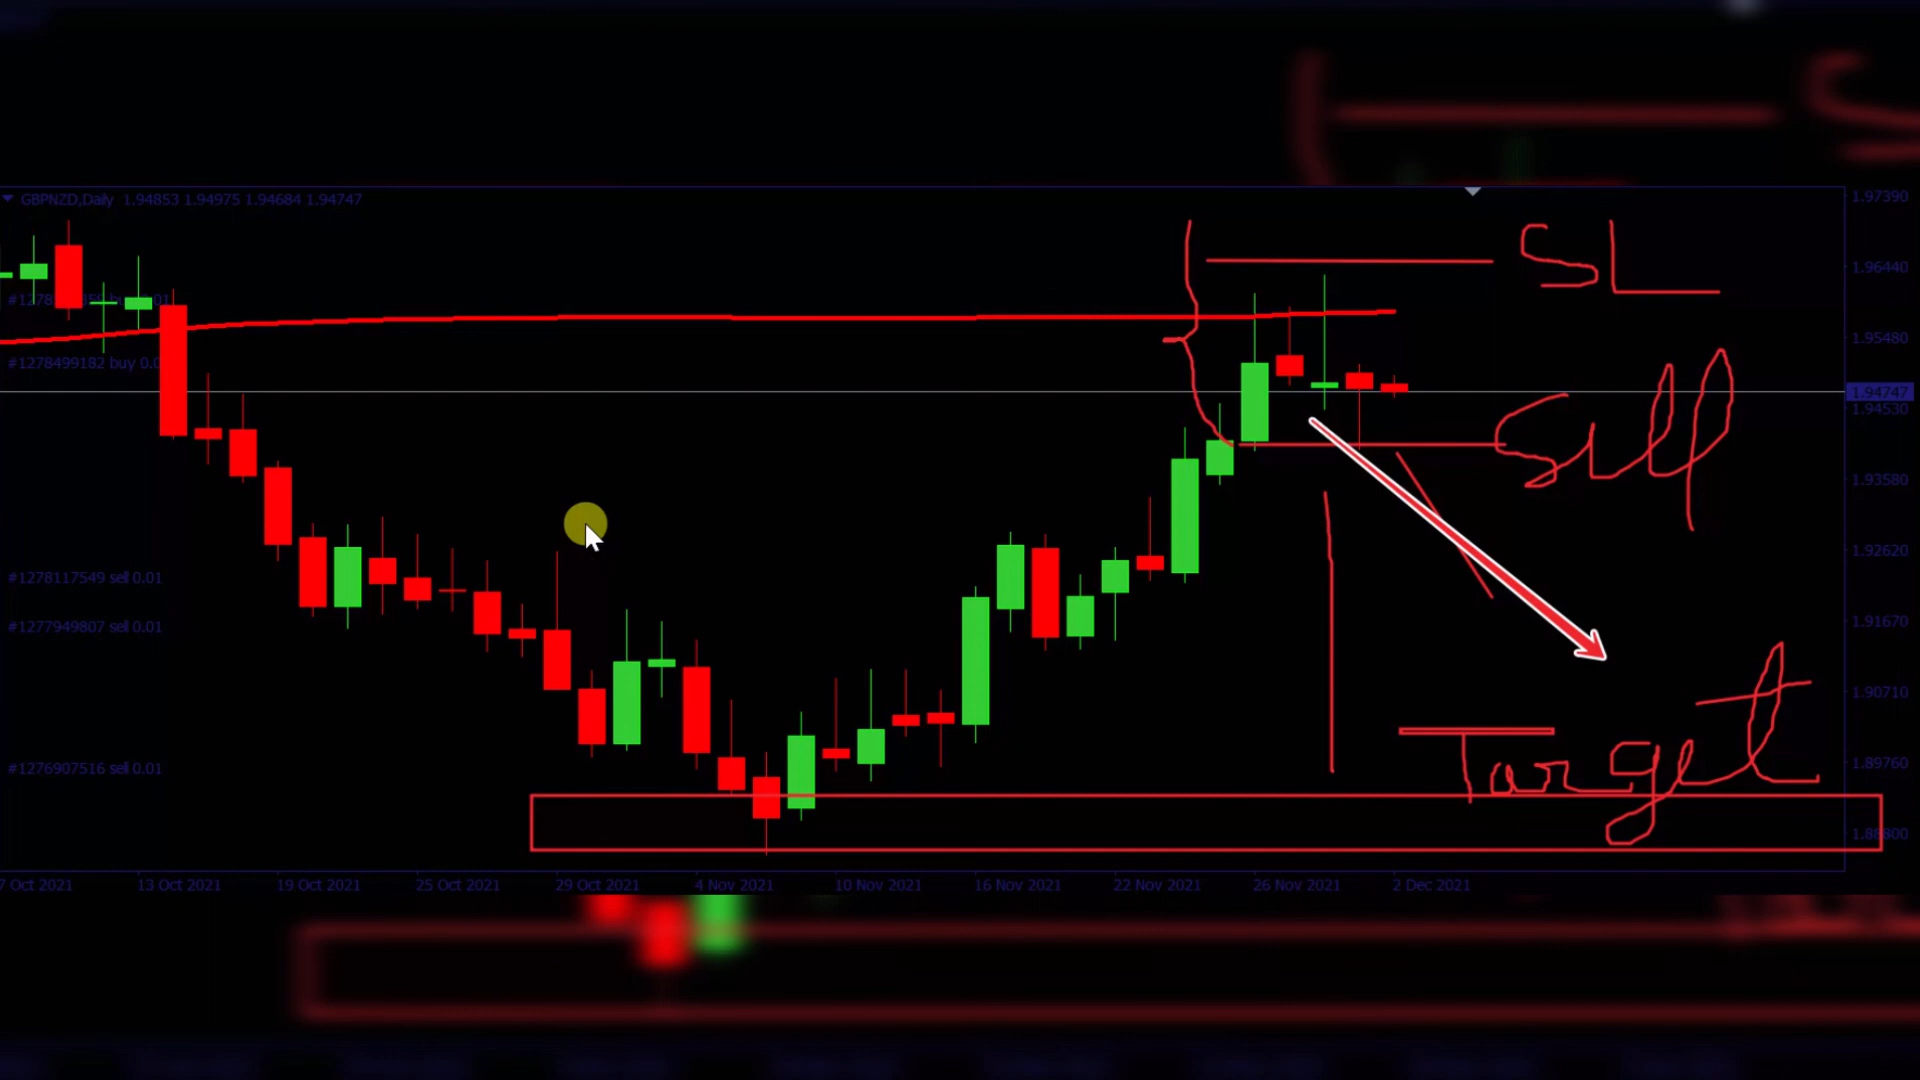 GBPNZD,Daily 1.94853 1.94975 1.94684 1.94747
1.97390
SL
1.96440
1.95480
#1278499182 buy 0.0
1.94747
1.94530
Sell
1.93580
1.92620
#1278117549 sell 0.01
1.91670
#1277949807 sell 0.01
1.90710
Target
1.89760
#1276907516 sell 0.01
1.88800
7 Oct 2021 13 Oct 2021 19 Oct 2021 25 Oct 2021 29 Oct 2021 4 Nov 2021 10 Nov 2021 16 Nov 2021 22 Nov 2021 26 Nov 2021 2 Dec 2021